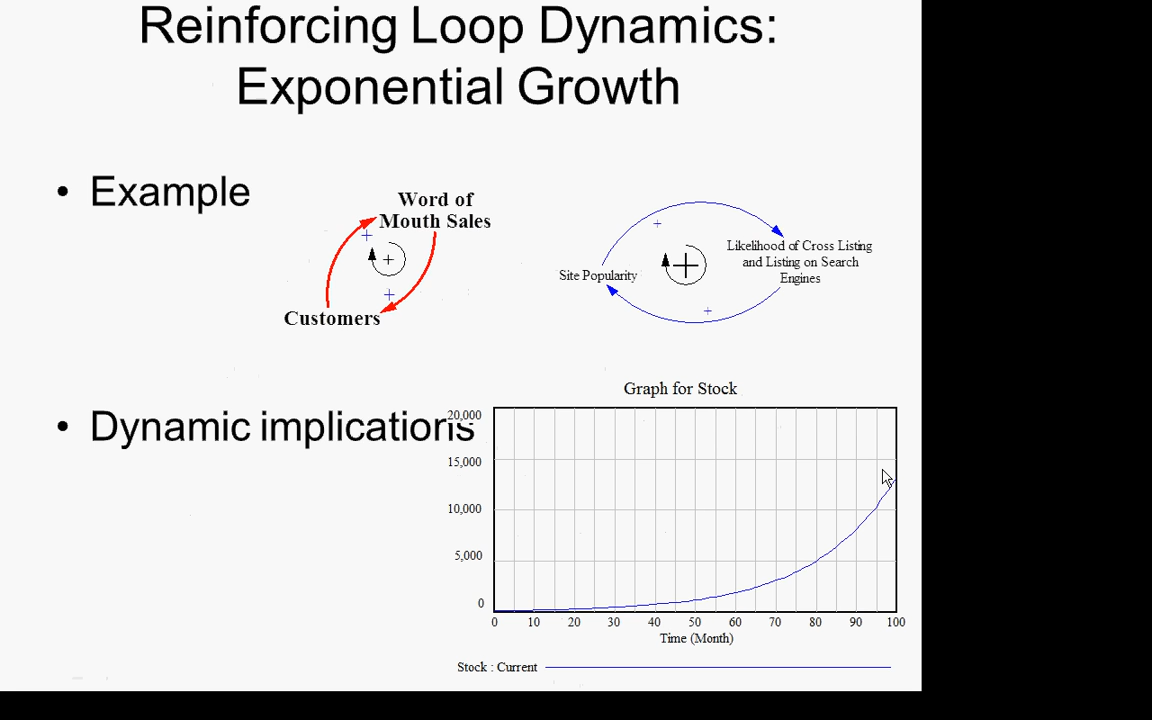 Reinforcing Loop Dynamics:
Exponential Growth
• Example
Word of
Mouth Sales
+
+
+
Customers
+
+
+
Site Popularity
Likelihood of Cross Listing
and Listing on Search
Engines
• Dynamic implications
Graph for Stock
20,000
15,000
10,000
5,000
0
0 10 20 30 40 50 60 70 80 90 100
Time (Month)
Stock : Current